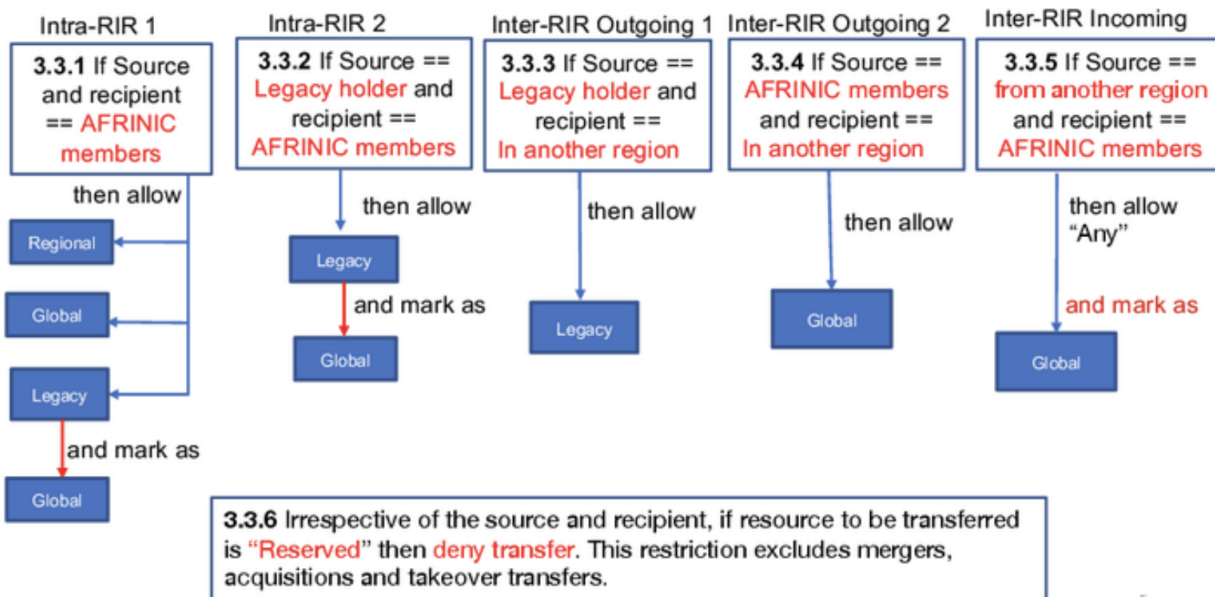 Intra-RIR 1
3.3.1 If Source
and recipient
== AFRINIC
members
then allow
Regional
Global
Legacy
and mark as
Global
Intra-RIR 2
3.3.2 If Source ==
Legacy holder and
recipient ==
AFRINIC members
then allow
Legacy
and mark as
Global
Inter-RIR Outgoing 1
3.3.3 If Source ==
Legacy holder and
recipient ==
In another region
then allow
Legacy
Inter-RIR Outgoing 2
3.3.4 If Source ==
AFRINIC members
and recipient ==
In another region
then allow
Global
Inter-RIR Incoming
3.3.5 If Source ==
from another region
and recipient ==
AFRINIC members
then allow
“Any”
and mark as
Global
3.3.6 Irrespective of the source and recipient, if resource to be transferred
is “Reserved” then deny transfer. This restriction excludes mergers,
acquisitions and takeover transfers.